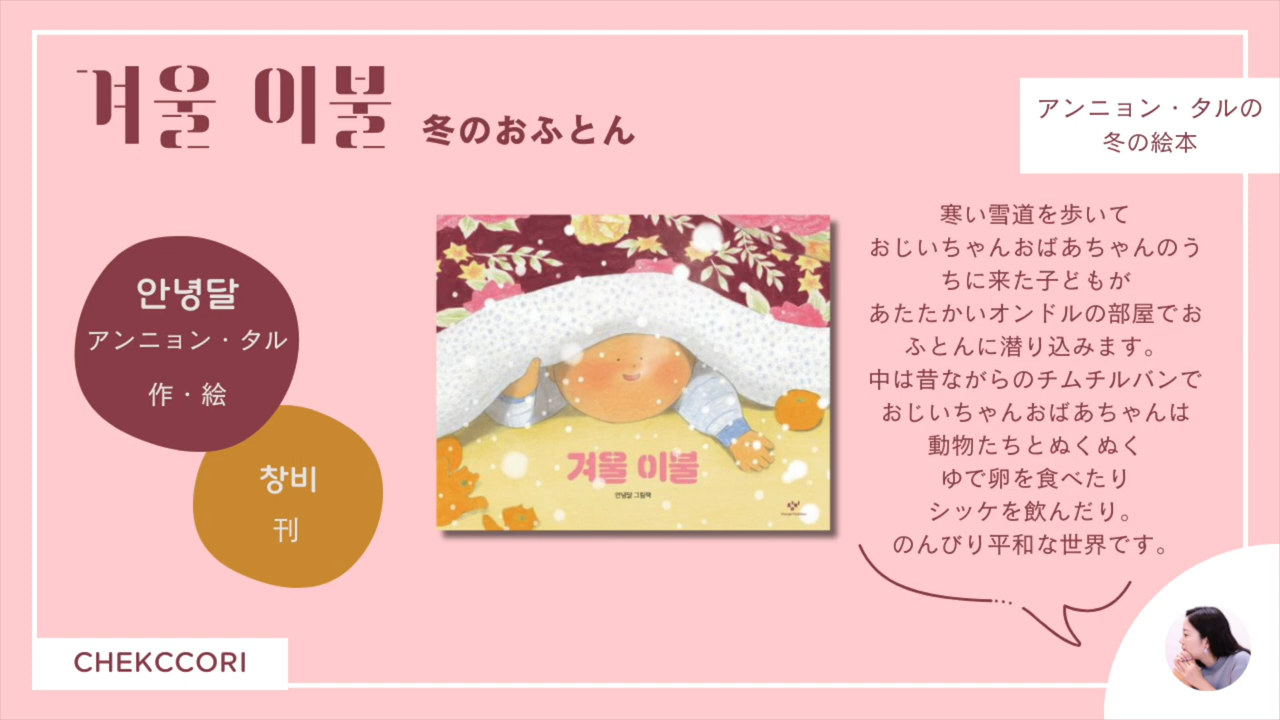 겨울 이불 冬のおふとん
アンニョン・タルの
冬の絵本
안녕달
アンニョン・タル
作・絵
창비
刊
겨울 이불
안녕달 그림책
寒い雪道を歩いて
おじいちゃんおばあちゃんのう
ちに来た子どもが
あたたかいオンドルの部屋でお
ふとんに潜り込みます。
中は昔ながらのチムチルバンで
おじいちゃんおばあちゃんは
動物たちとぬくぬく
ゆで卵を食べたり
シッケを飲んだり。
のんびり平和な世界です。
CHEKCCORI